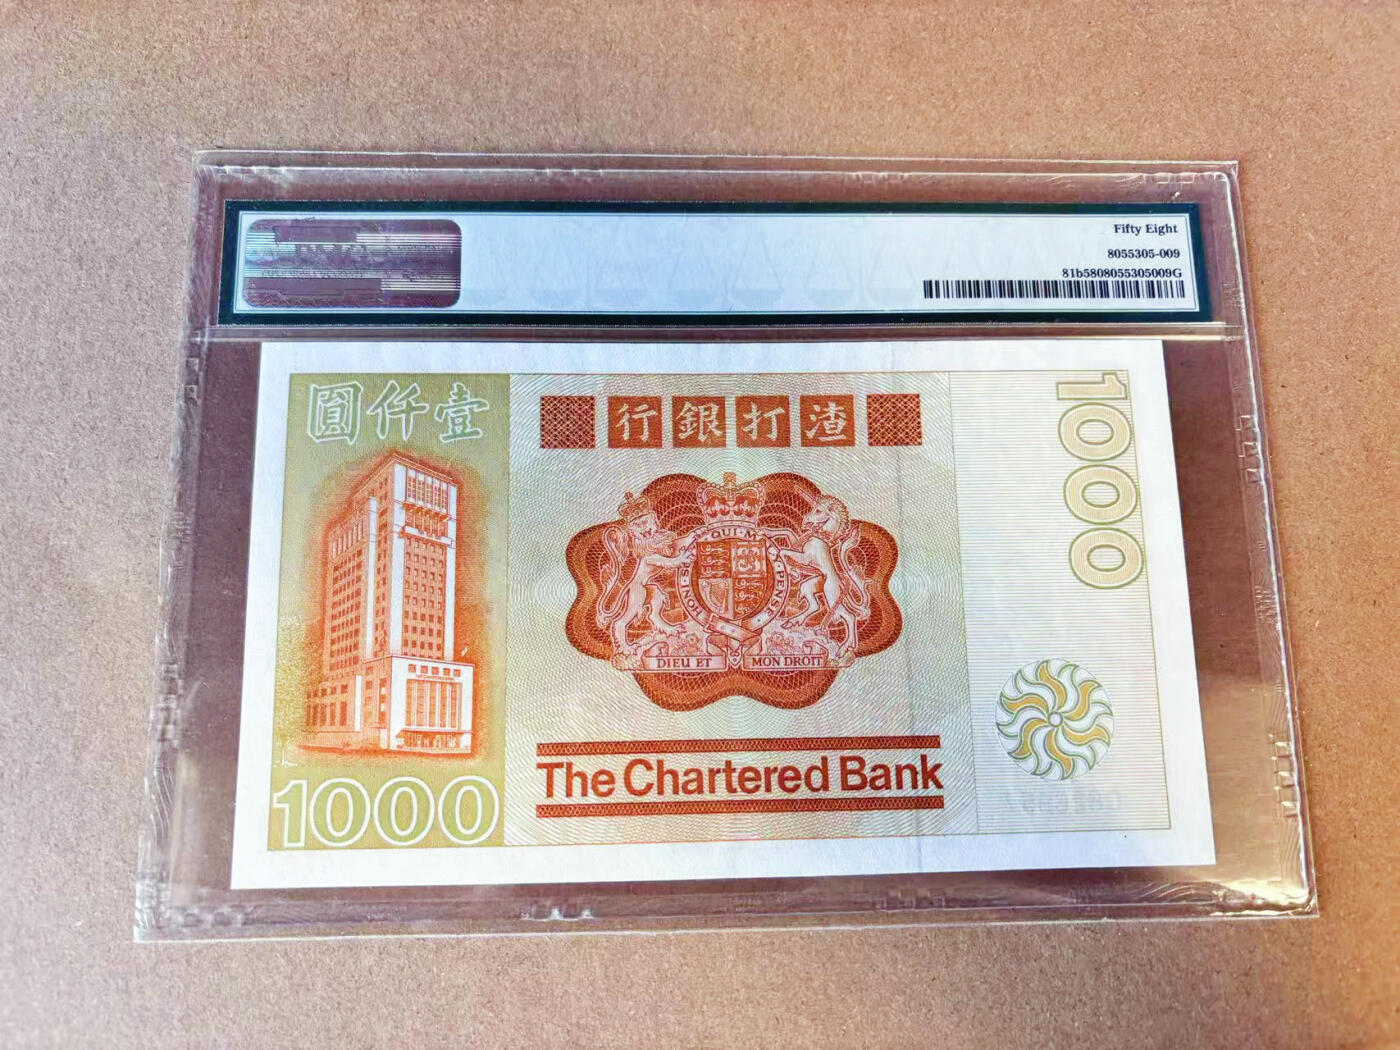 Fifty Eight
8055305-009
81b5808055305009G
圓仟壹
行銀打渣
1000
HONI·S QUI·MAL Y·PENSE·
DIEU ET MON DROIT
The Chartered Bank
1000